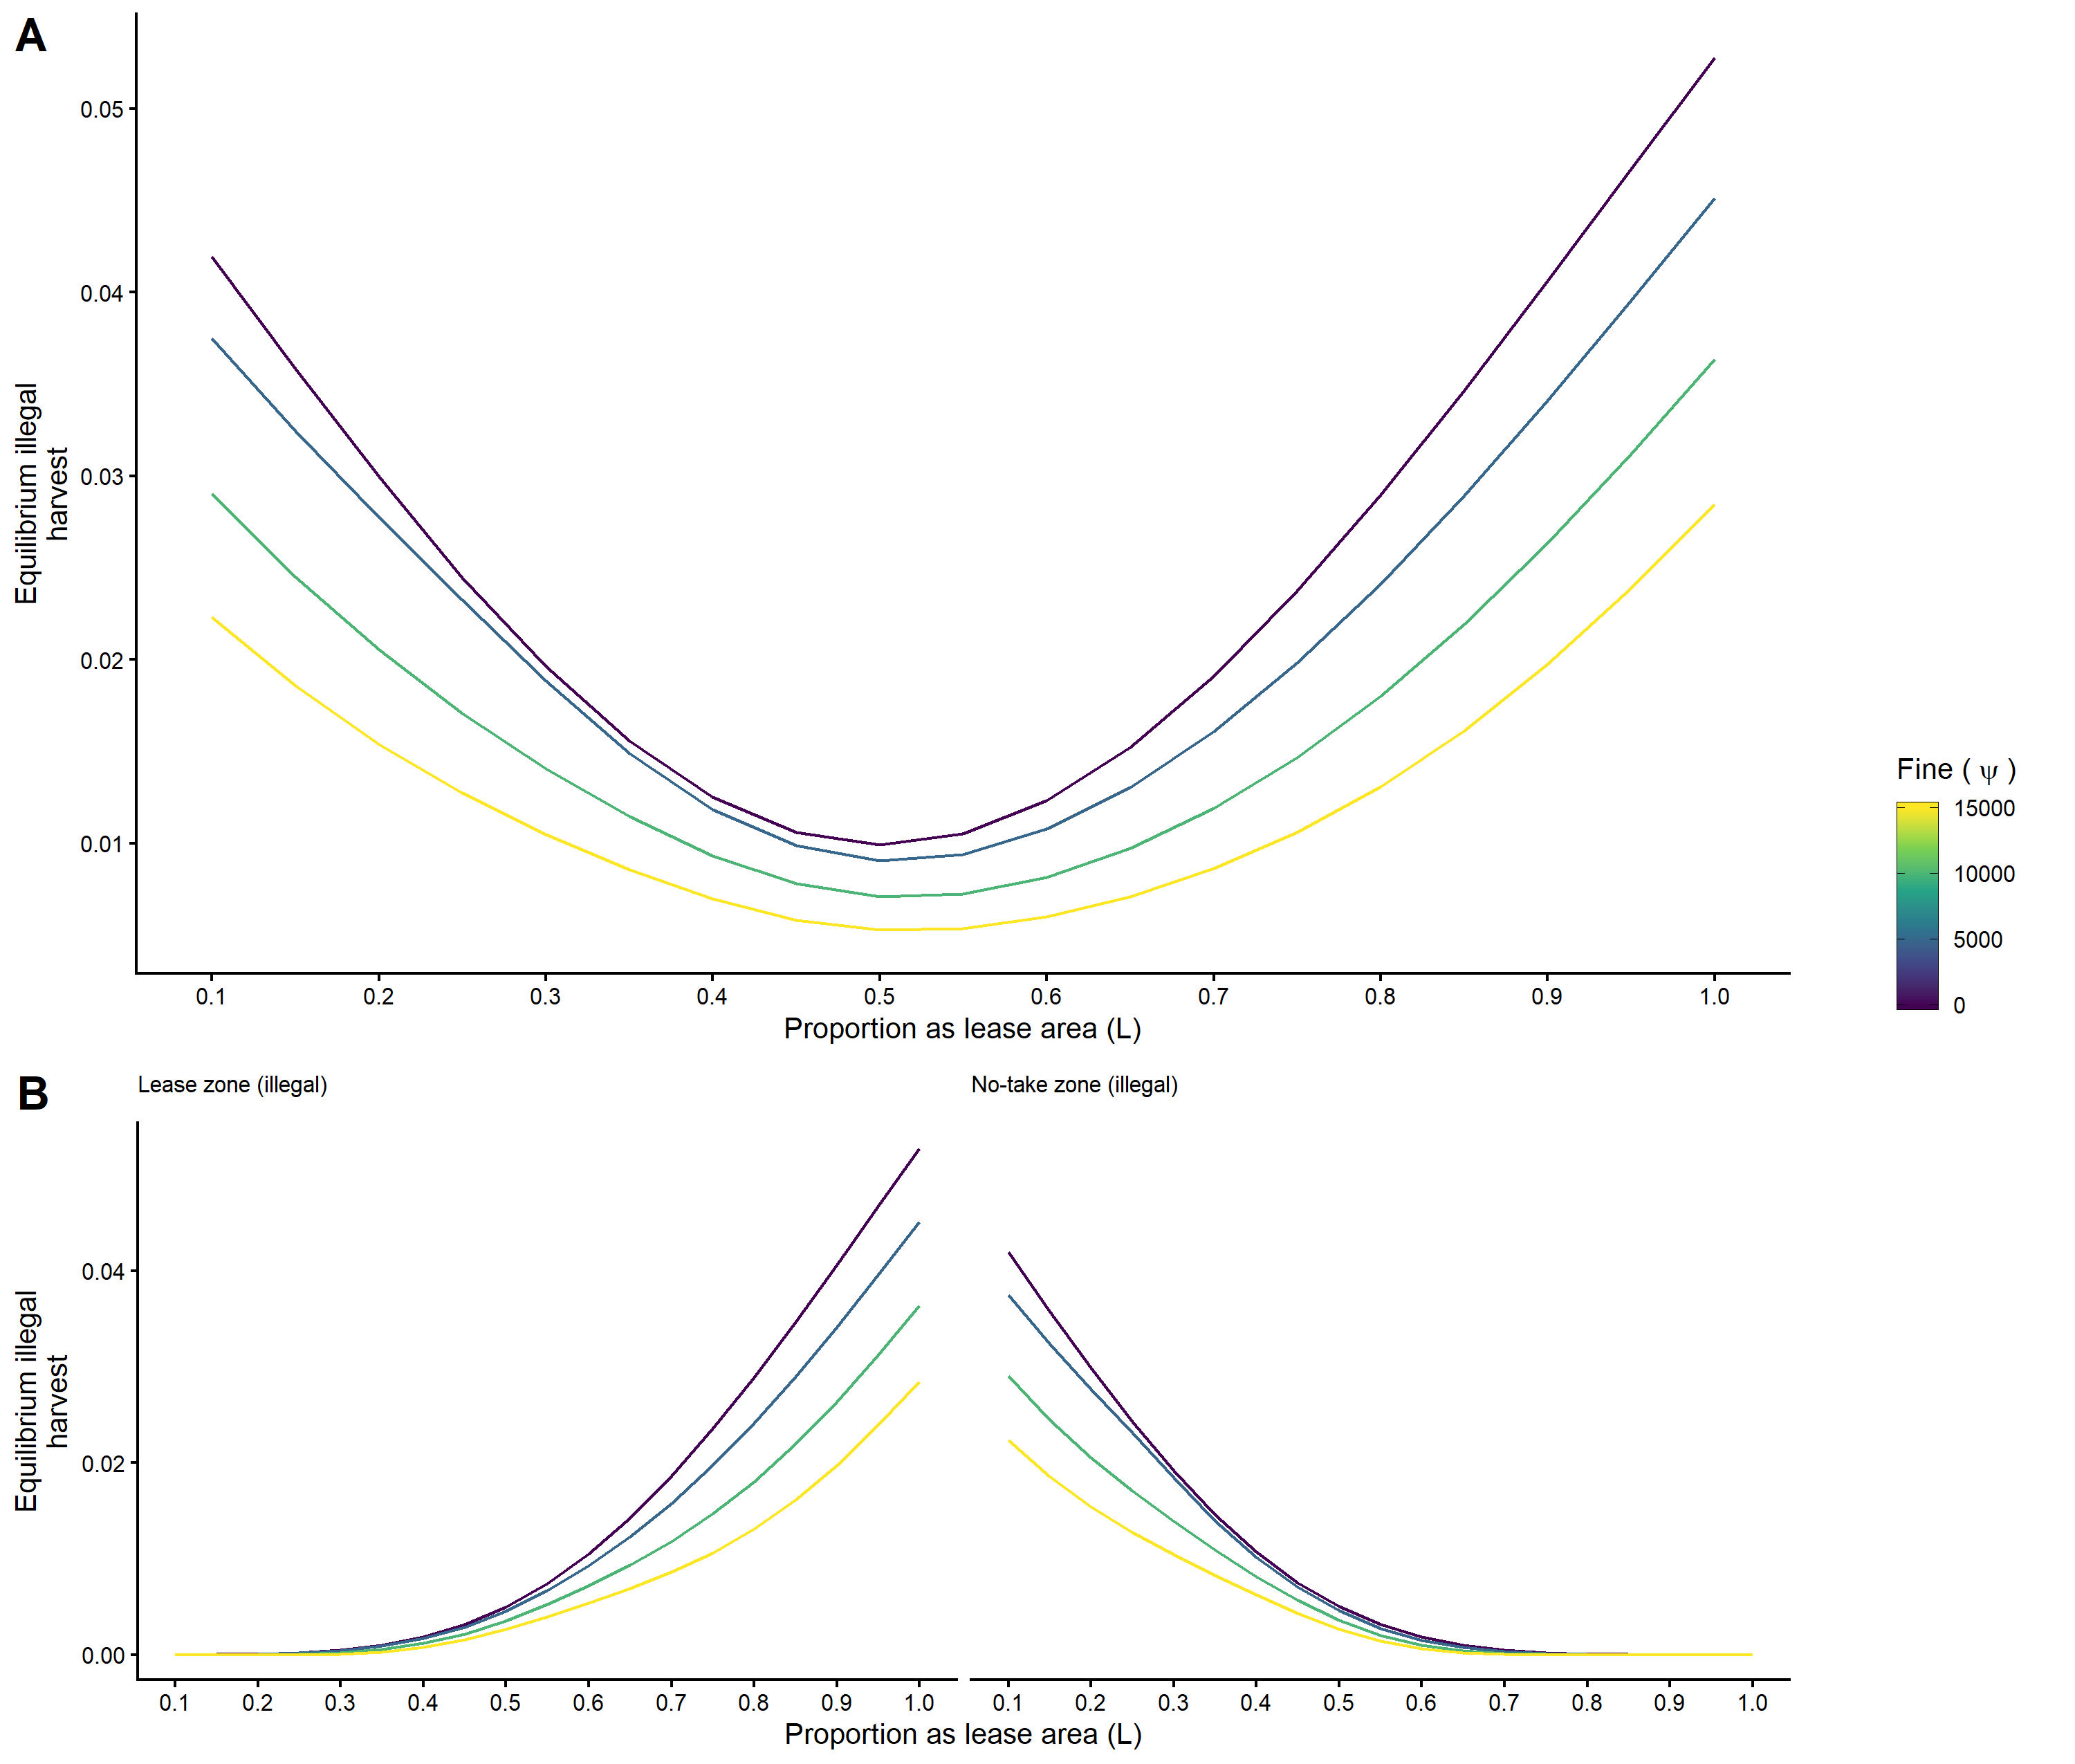 A
0.05
0.04
0.03
0.02
0.01
Equilibrium illegal
harvest
0.1 0.2 0.3 0.4 0.5 0.6 0.7 0.8 0.9 1.0
Proportion as lease area (L)
Fine ( ψ )
15000
10000
5000
0
B
Lease zone (illegal)
No-take zone (illegal)
0.04
0.02
0.00
Equilibrium illegal
harvest
0.1 0.2 0.3 0.4 0.5 0.6 0.7 0.8 0.9 1.0
0.1 0.2 0.3 0.4 0.5 0.6 0.7 0.8 0.9 1.0
Proportion as lease area (L)